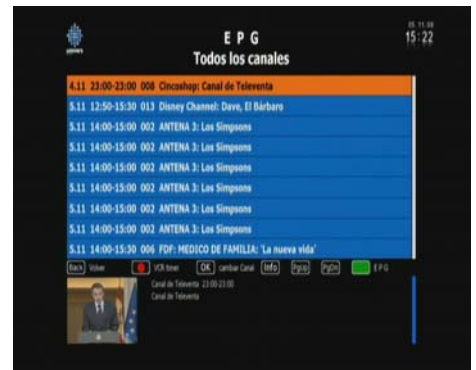 E P G
15:22
Todos los canales
4.11 23:00-23:00 008 Cincoshop: Canal de Televenta
5.11 12:50-15:30 013 Disney Channel: Dave, El Bárbaro
5.11 14:00-15:00 002 ANTENA 3: Los Simpsons
5.11 14:00-15:00 002 ANTENA 3: Los Simpsons
5.11 14:00-15:00 002 ANTENA 3: Los Simpsons
5.11 14:00-15:00 002 ANTENA 3: Los Simpsons
5.11 14:00-15:00 002 ANTENA 3: Los Simpsons
5.11 14:00-15:00 002 ANTENA 3: Los Simpsons
5.11 14:00-15:30 006 FDF: MEDICO DE FAMILIA: 'La nueva vida'
Back Volver VCR timer OK cambar Canal Info PgUp PgDn E P G
Canal de Televenta 23:00-23:00
Canal de Televenta